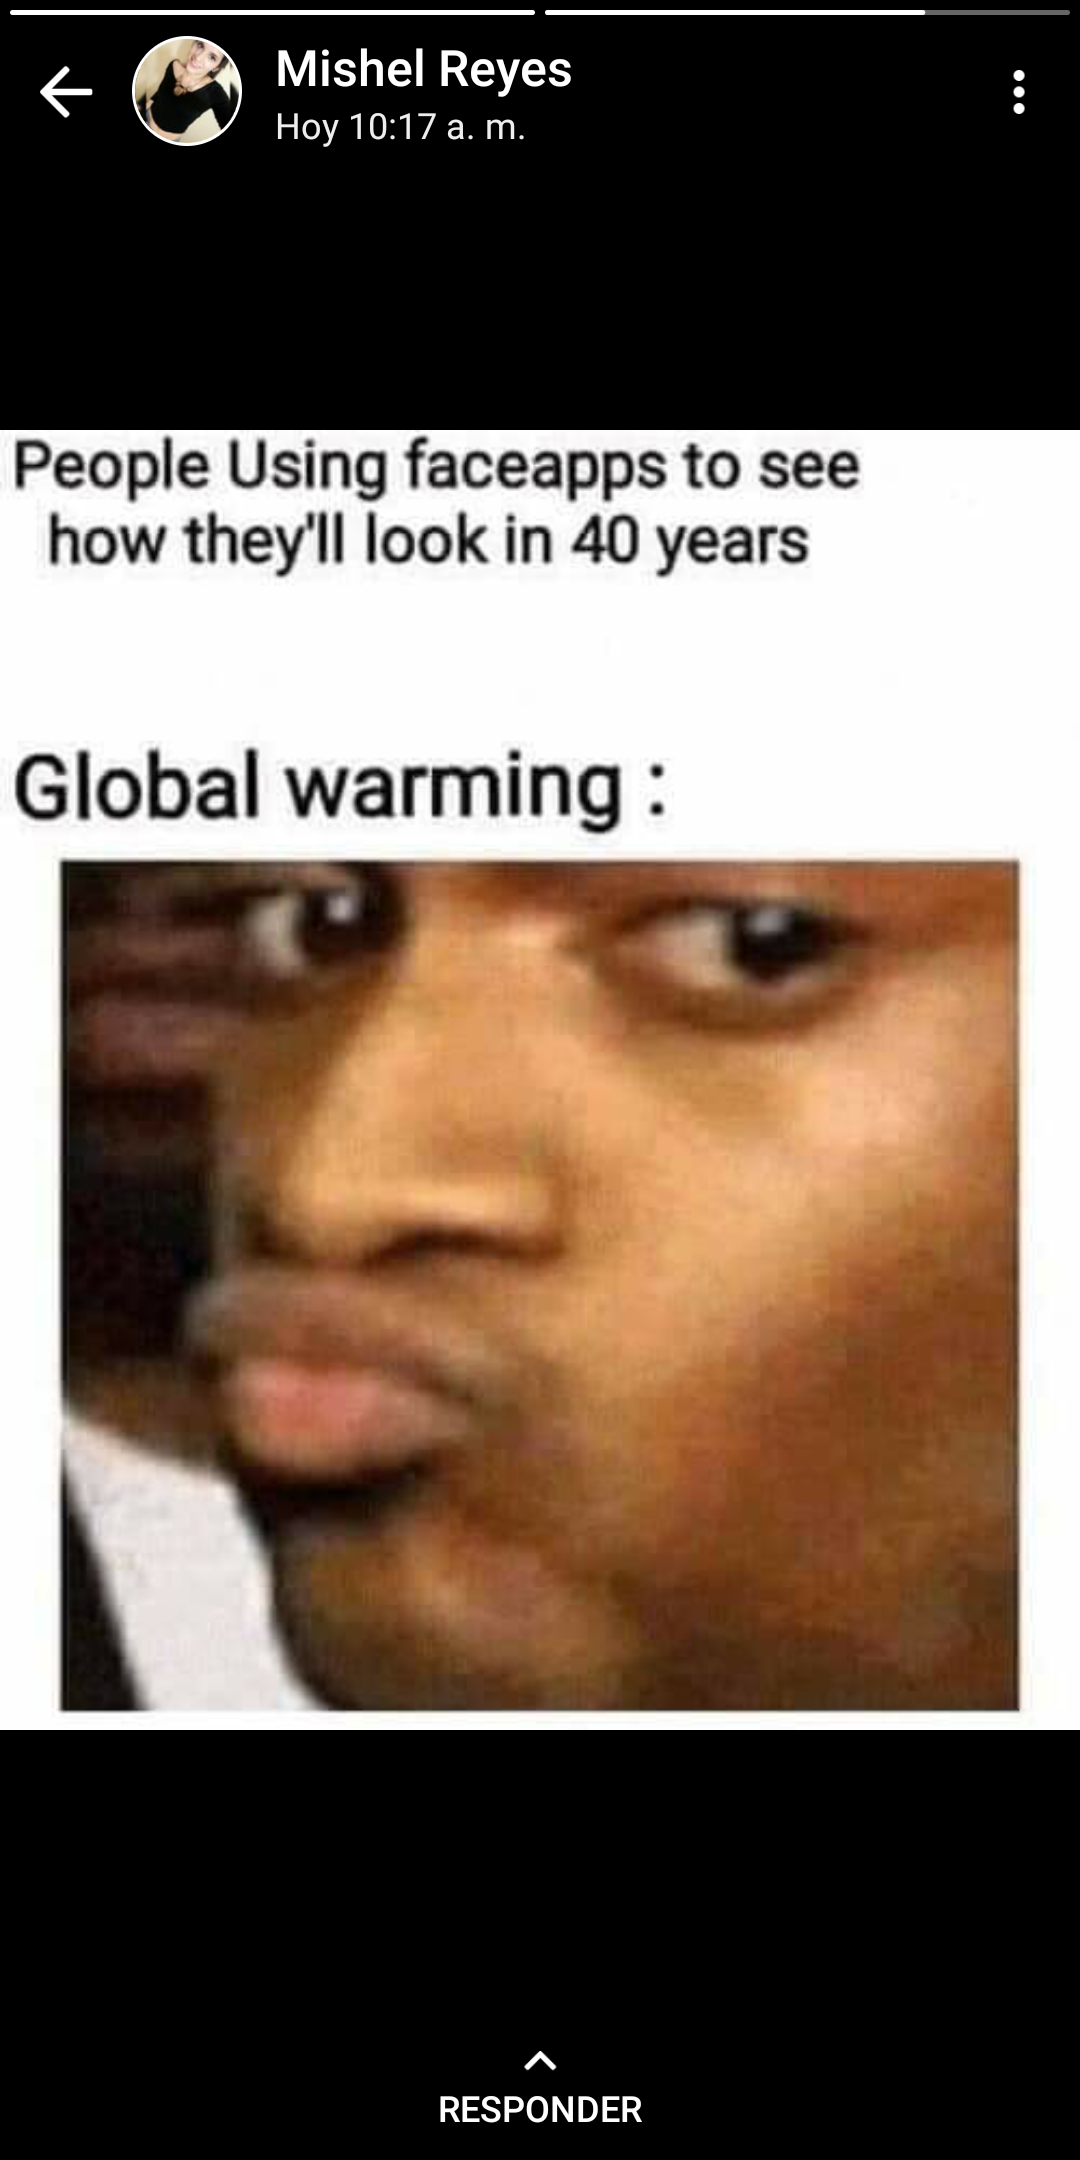 Mishel Reyes
Hoy 10:17 a. m.
People Using faceapps to see
how they'll look in 40 years
Global warming :
RESPONDER